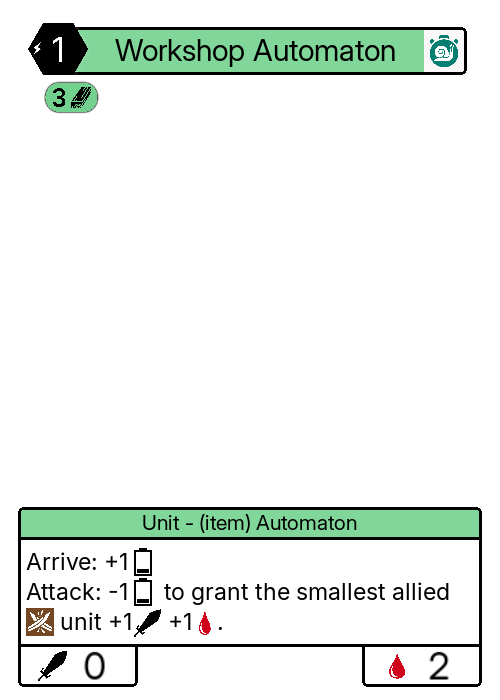 1 Workshop Automaton
3
Unit - (item) Automaton
Arrive: +1
Attack: -1 to grant the smallest allied
unit +1 +1.
0 2